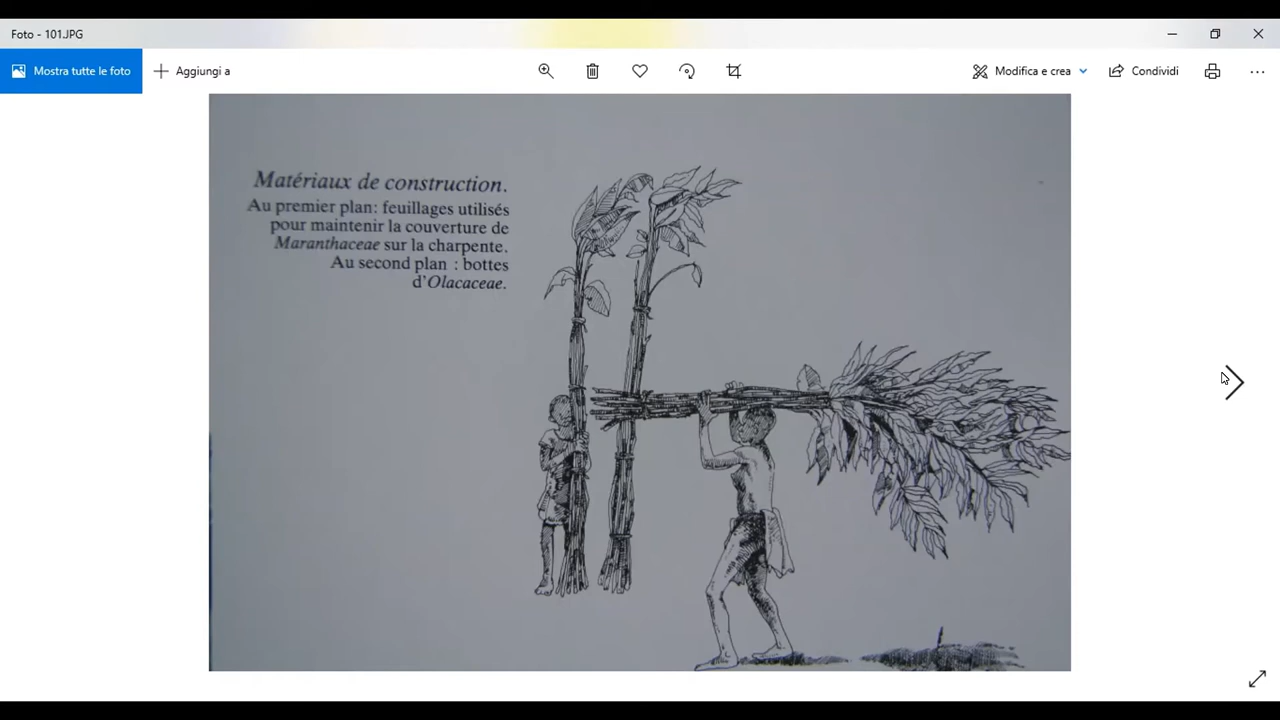 Foto - 101.JPG
Mostra tutte le foto
Aggiungi a
Modifica e crea
Condividi
Matériaux de construction.
Au premier plan: feuillages utilisés
pour maintenir la couverture de
Maranthaceae sur la charpente.
Au second plan : bottes
d'Olacaceae.